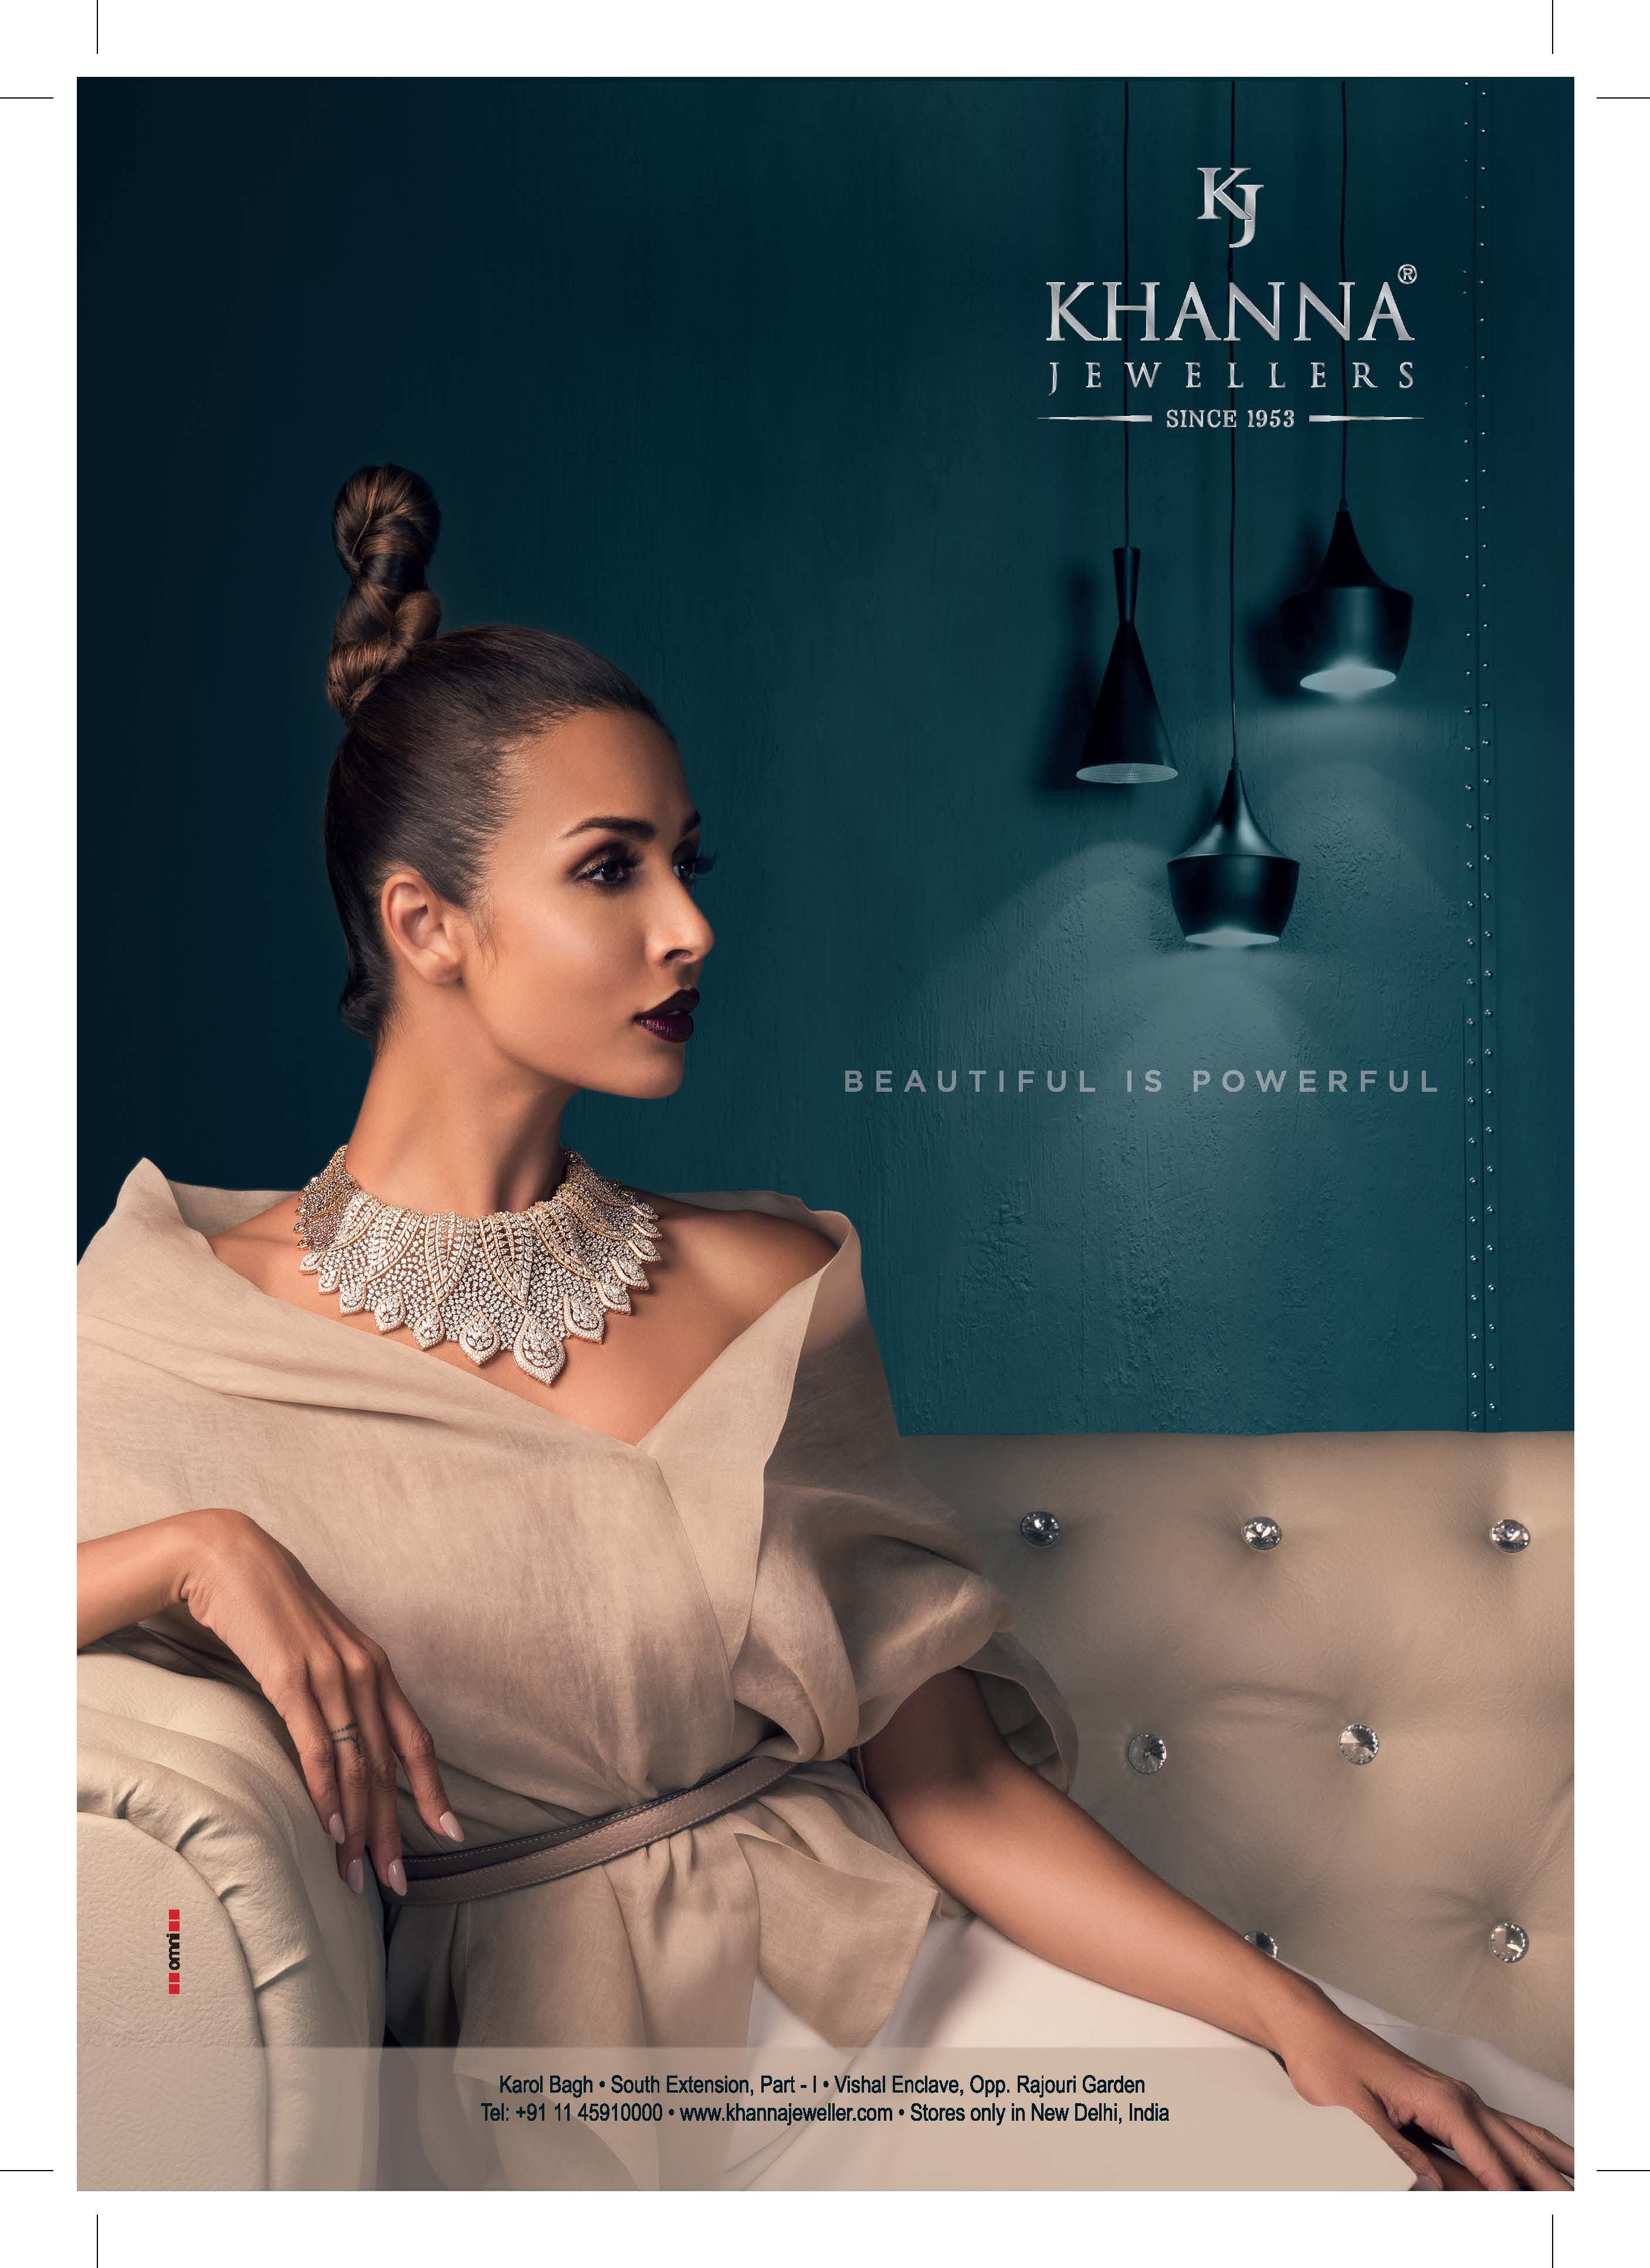 KJ
KHANNA®
JEWELLERS
SINCE 1953
BEAUTIFUL IS POWERFUL
omni
Karol Bagh • South Extension, Part - I • Vishal Enclave, Opp. Rajouri Garden
Tel: +91 11 45910000 • www.khannajeweller.com • Stores only in New Delhi, India